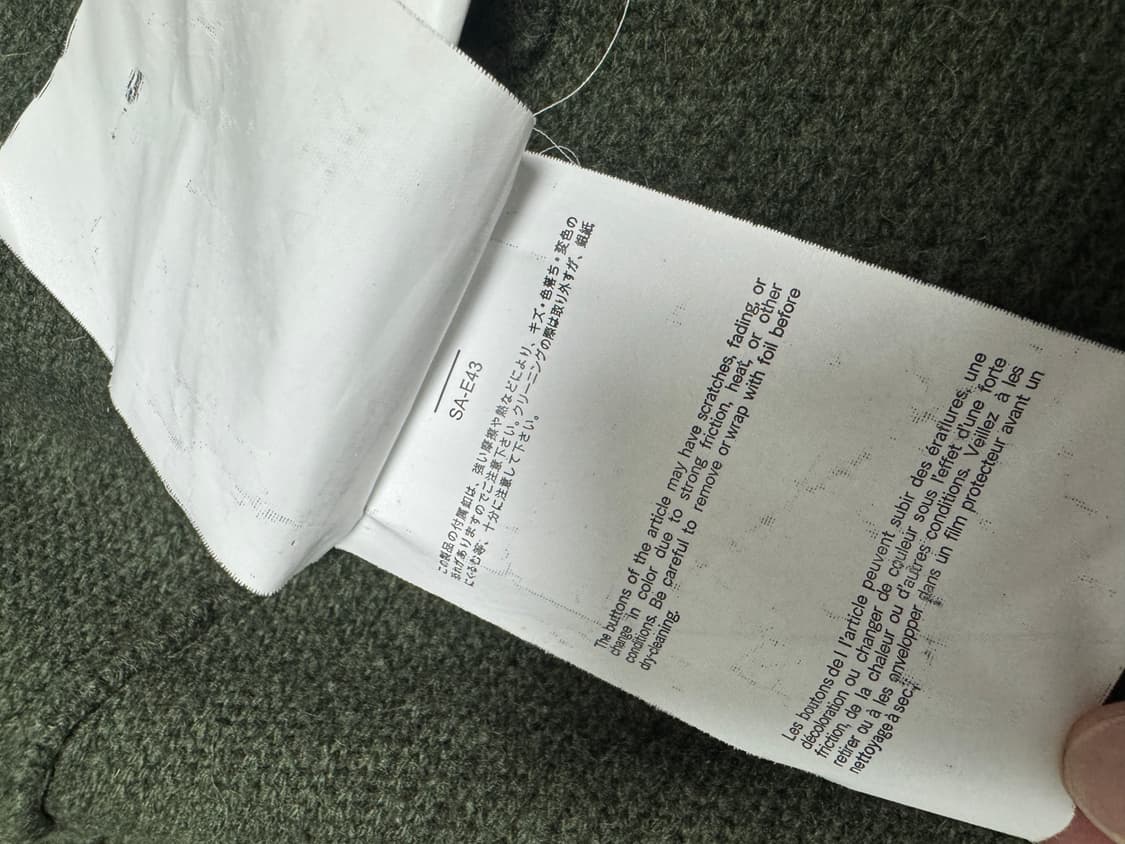 SA-E43
この製品の付属釦は、強い摩擦や熱などにより、キズ・色落ち・変色の
恐れがありますのでご注意下さい。クリーニングの際は取り外すか、銀紙
にくるむ等、十分に注意して下さい。
The buttons of the article may have scratches, fading, or
change in color due to strong friction, heat, or other
conditions. Be careful to remove or wrap with foil before
dry-cleaning.
Les boutons de l l'article peuvent subir des éraflures, une
décoloration ou changer de couleur sous l'effet d'une forte
friction, de la chaleur ou d'autres conditions. Veillez à les
retirer ou à les envelopper dans un film protecteur avant un
nettoyage à sec.